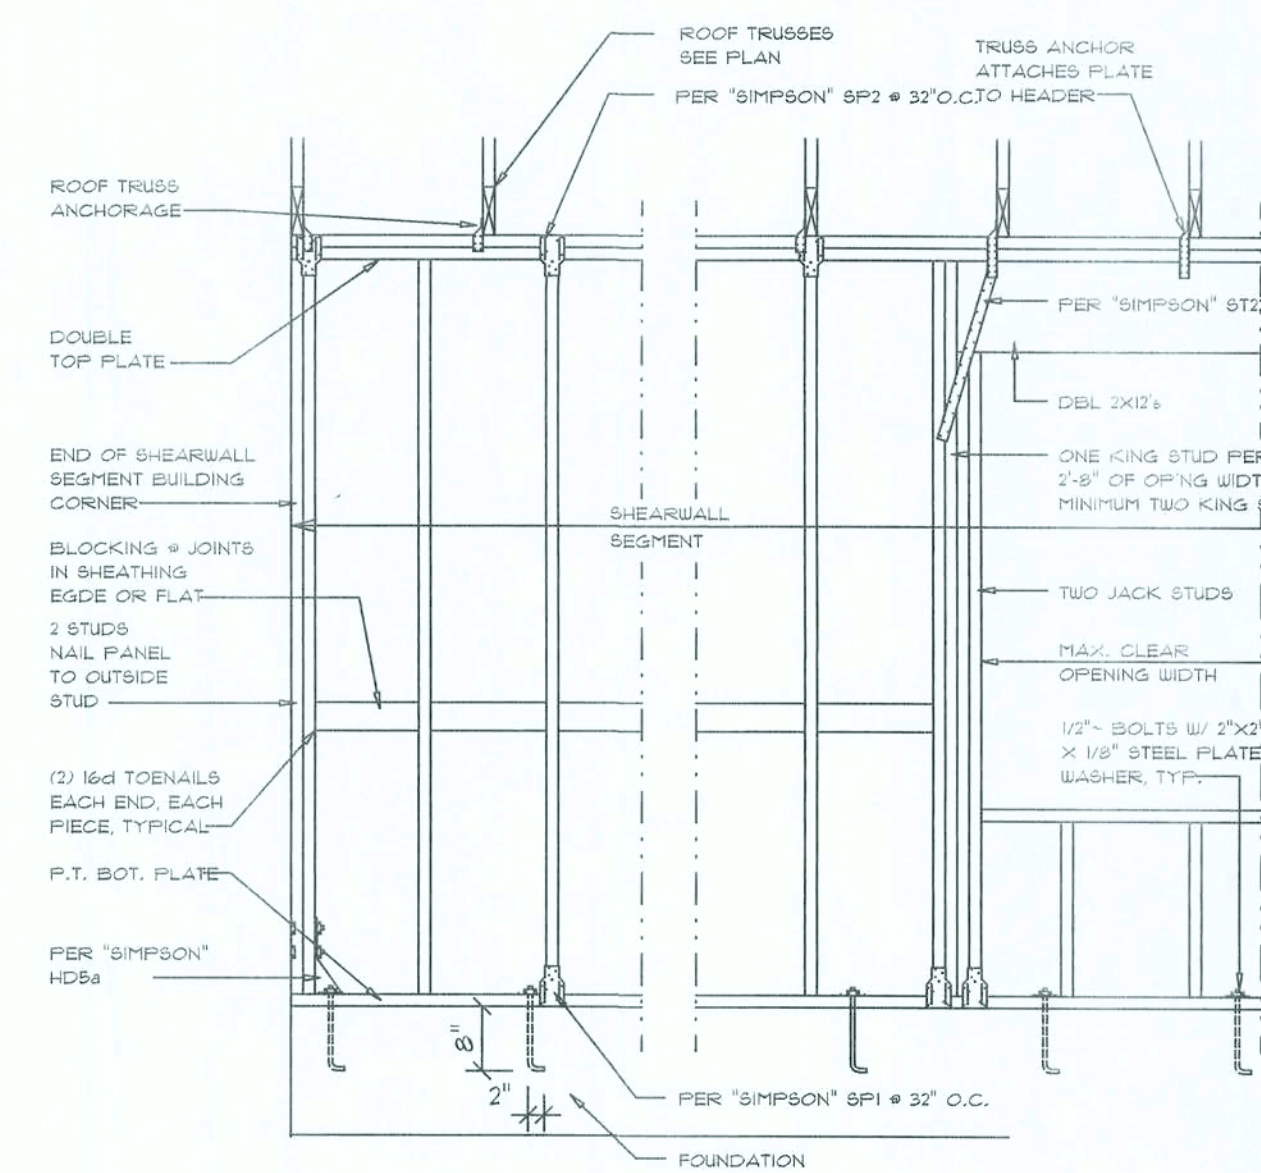 ROOF TRUSSES
SEE PLAN
TRUSS ANCHOR
ATTACHES PLATE
TO HEADER
PER "SIMPSON" SP2 @ 32"O.C.
ROOF TRUSS
ANCHORAGE
DOUBLE
TOP PLATE
PER "SIMPSON" ST2
DBL 2X12's
END OF SHEARWALL
SEGMENT BUILDING
CORNER
ONE KING STUD PER
2'-8" OF OP'NG WIDT
MINIMUM TWO KING S
SHEARWALL
SEGMENT
BLOCKING @ JOINTS
IN SHEATHING
EGDE OR FLAT
2 STUDS
NAIL PANEL
TO OUTSIDE
STUD
TWO JACK STUDS
MAX. CLEAR
OPENING WIDTH
1/2"~ BOLTS W/ 2"X2"
X 1/8" STEEL PLATE
WASHER, TYP.
(2) 16d TOENAILS
EACH END, EACH
PIECE, TYPICAL
P.T. BOT. PLATE
PER "SIMPSON"
HD5a
8"
2"
PER "SIMPSON" SP1 @ 32" O.C.
FOUNDATION